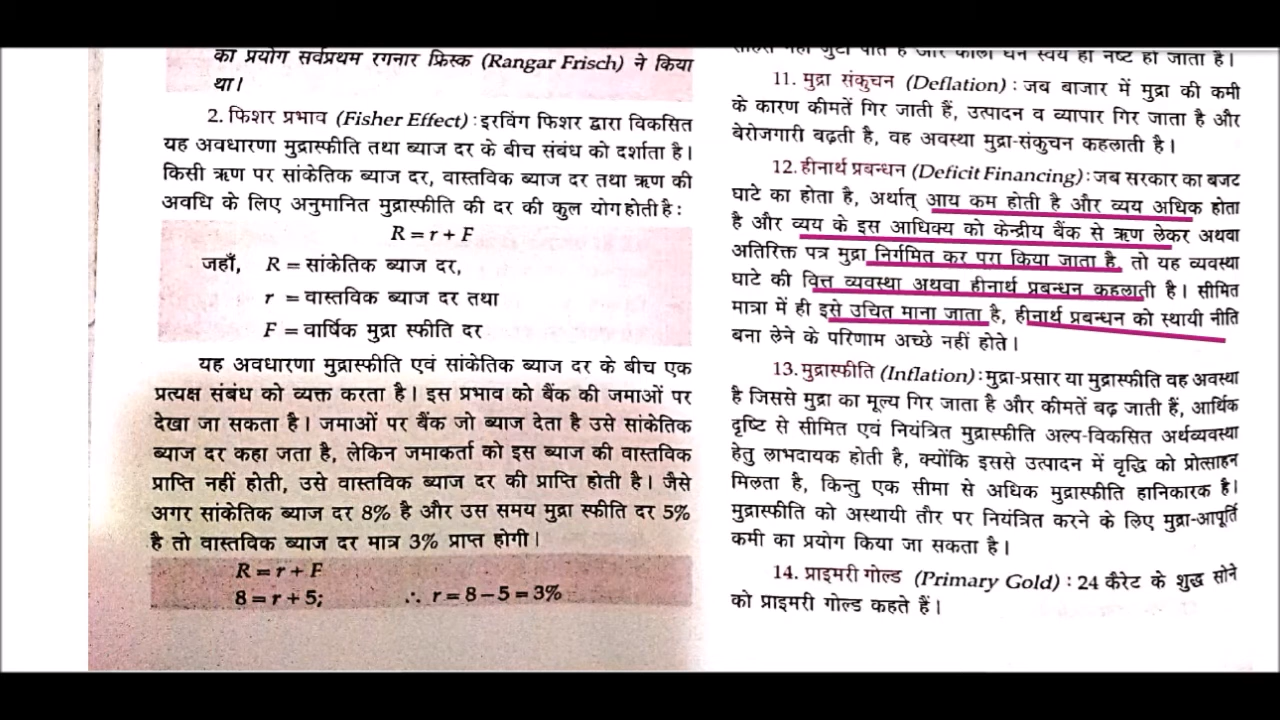 का प्रयोग सर्वप्रथम रगनार फ्रिस्क (Rangar Frisch) ने किया
था।
2. फिशर प्रभाव (Fisher Effect) : इरविंग फिशर द्वारा विकसित
यह अवधारणा मुद्रास्फीति तथा ब्याज दर के बीच संबंध को दर्शाता है।
किसी ऋण पर सांकेतिक ब्याज दर, वास्तविक ब्याज दर तथा ऋण की
अवधि के लिए अनुमानित मुद्रास्फीति की दर की कुल योग होती है :
R = r + F
जहाँ, R = सांकेतिक ब्याज दर,
r = वास्तविक ब्याज दर तथा
F = वार्षिक मुद्रा स्फीति दर
यह अवधारणा मुद्रास्फीति एवं सांकेतिक ब्याज दर के बीच एक
प्रत्यक्ष संबंध को व्यक्त करता है। इस प्रभाव को बैंक की जमाओं पर
देखा जा सकता है। जमाओं पर बैंक जो ब्याज देता है उसे सांकेतिक
ब्याज दर कहा जाता है, लेकिन जमाकर्ता को इस ब्याज की वास्तविक
प्राप्ति नहीं होती, उसे वास्तविक ब्याज दर की प्राप्ति होती है। जैसे
अगर सांकेतिक ब्याज दर 8% है और उस समय मुद्रा स्फीति दर 5%
है तो वास्तविक ब्याज दर मात्र 3% प्राप्त होगी।
R = r + F
8 = r + 5; ∴ r = 8 – 5 = 3%
नहीं जुटा पाते हैं और काला धन स्वयं ही नष्ट हो जाता है।
11. मुद्रा संकुचन (Deflation) : जब बाजार में मुद्रा की कमी
के कारण कीमतें गिर जाती हैं, उत्पादन व व्यापार गिर जाता है और
बेरोजगारी बढ़ती है, वह अवस्था मुद्रा-संकुचन कहलाती है।
12. हीनार्थ प्रबन्धन (Deficit Financing) : जब सरकार का बजट
घाटे का होता है, अर्थात् आय कम होती है और व्यय अधिक होता
है और व्यय के इस आधिक्य को केन्द्रीय बैंक से ऋण लेकर अथवा
अतिरिक्त पत्र मुद्रा निर्गमित कर पूरा किया जाता है, तो यह व्यवस्था
घाटे की वित्त व्यवस्था अथवा हीनार्थ प्रबन्धन कहलाती है। सीमित
मात्रा में ही इसे उचित माना जाता है, हीनार्थ प्रबन्धन को स्थायी नीति
बना लेने के परिणाम अच्छे नहीं होते।
13. मुद्रास्फीति (Inflation) : मुद्रा-प्रसार या मुद्रास्फीति वह अवस्था
है जिससे मुद्रा का मूल्य गिर जाता है और कीमतें बढ़ जाती हैं, आर्थिक
दृष्टि से सीमित एवं नियंत्रित मुद्रास्फीति अल्प-विकसित अर्थव्यवस्था
हेतु लाभदायक होती है, क्योंकि इससे उत्पादन में वृद्धि को प्रोत्साहन
मिलता है, किन्तु एक सीमा से अधिक मुद्रास्फीति हानिकारक है।
मुद्रास्फीति को अस्थायी तौर पर नियंत्रित करने के लिए मुद्रा-आपूर्ति
कमी का प्रयोग किया जा सकता है।
14. प्राइमरी गोल्ड (Primary Gold) : 24 कैरेट के शुद्ध सोने
को प्राइमरी गोल्ड कहते हैं।